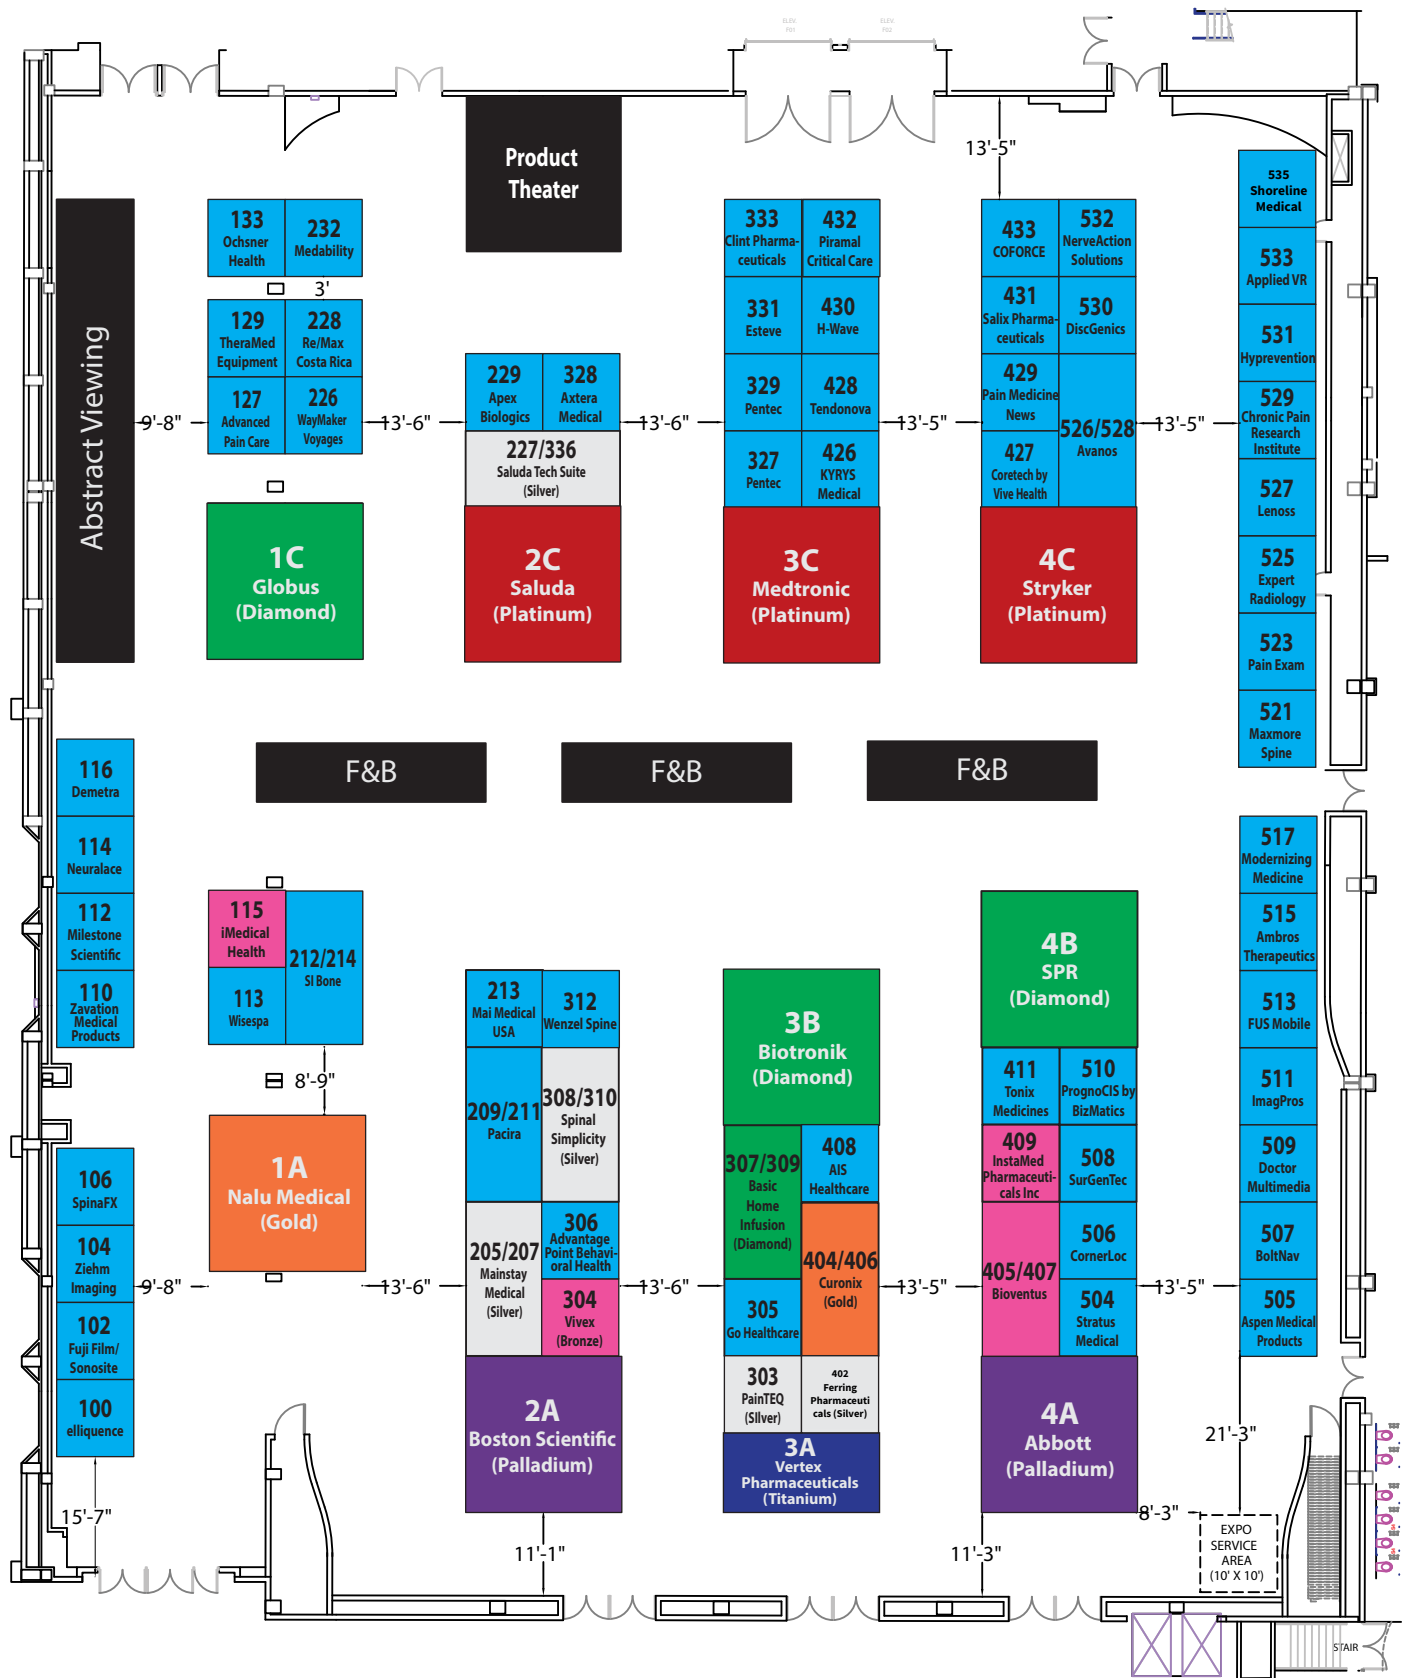 ELEV.
F01
ELEV.
F02
Product
Theater
13'-5"
535
Shoreline
Medical
133
Ochsner
Health
232
Medability
333
Clint Pharma-
ceuticals
432
Piramal
Critical Care
433
COFORCE
532
NerveAction
Solutions
533
Applied VR
3'
129
TheraMed
Equipment
228
Re/Max
Costa Rica
331
Esteve
430
H-Wave
431
Salix Pharma-
ceuticals
530
DiscGenics
531
Hyprevention
Abstract Viewing
9'-8"
127
Advanced
Pain Care
226
WayMaker
Voyages
13'-6"
229
Apex
Biologics
328
Axtera
Medical
13'-6"
329
Pentec
428
Tendonova
13'-5"
429
Pain Medicine
News
526/528
Avanos
13'-5"
529
Chronic Pain
Research
Institute
227/336
Saluda Tech Suite
(Silver)
327
Pentec
426
KYRYS
Medical
427
Coretech by
Vive Health
527
Lenoss
1C
Globus
(Diamond)
2C
Saluda
(Platinum)
3C
Medtronic
(Platinum)
4C
Stryker
(Platinum)
525
Expert
Radiology
523
Pain Exam
521
Maxmore
Spine
F&B
F&B
F&B
116
Demetra
114
Neuralace
112
Milestone
Scientific
110
Zavation
Medical
Products
115
iMedical
Health
212/214
SI Bone
113
Wisespa
8'-9"
213
Mai Medical
USA
312
Wenzel Spine
209/211
Pacira
308/310
Spinal
Simplicity
(Silver)
3B
Biotronik
(Diamond)
4B
SPR
(Diamond)
411
Tonix
Medicines
510
PrognoCIS by
BizMatics
517
Modernizing
Medicine
515
Ambros
Therapeutics
513
FUS Mobile
511
ImagPros
106
SpinaFX
1A
Nalu Medical
(Gold)
307/309
Basic
Home
Infusion
(Diamond)
408
AIS
Healthcare
409
InstaMed
Pharmaceuti-
cals Inc
508
SurGenTec
509
Doctor
Multimedia
104
Ziehm
Imaging
9'-8"
13'-6"
205/207
Mainstay
Medical
(Silver)
306
Advantage
Point Behavi-
oral Health
304
Vivex
(Bronze)
13'-6"
305
Go Healthcare
404/406
Curonix
(Gold)
13'-5"
405/407
Bioventus
506
CornerLoc
504
Stratus
Medical
13'-5"
507
BoltNav
505
Aspen Medical
Products
102
Fuji Film/
Sonosite
100
elliquence
15'-7"
2A
Boston Scientific
(Palladium)
11'-1"
303
PainTEQ
(SIlver)
402
Ferring
Pharmaceuti
cals (Silver)
3A
Vertex
Pharmaceuticals
(Titanium)
4A
Abbott
(Palladium)
11'-3"
21'-3"
8'-3"
EXPO
SERVICE
AREA
(10' X 10')
STAIR